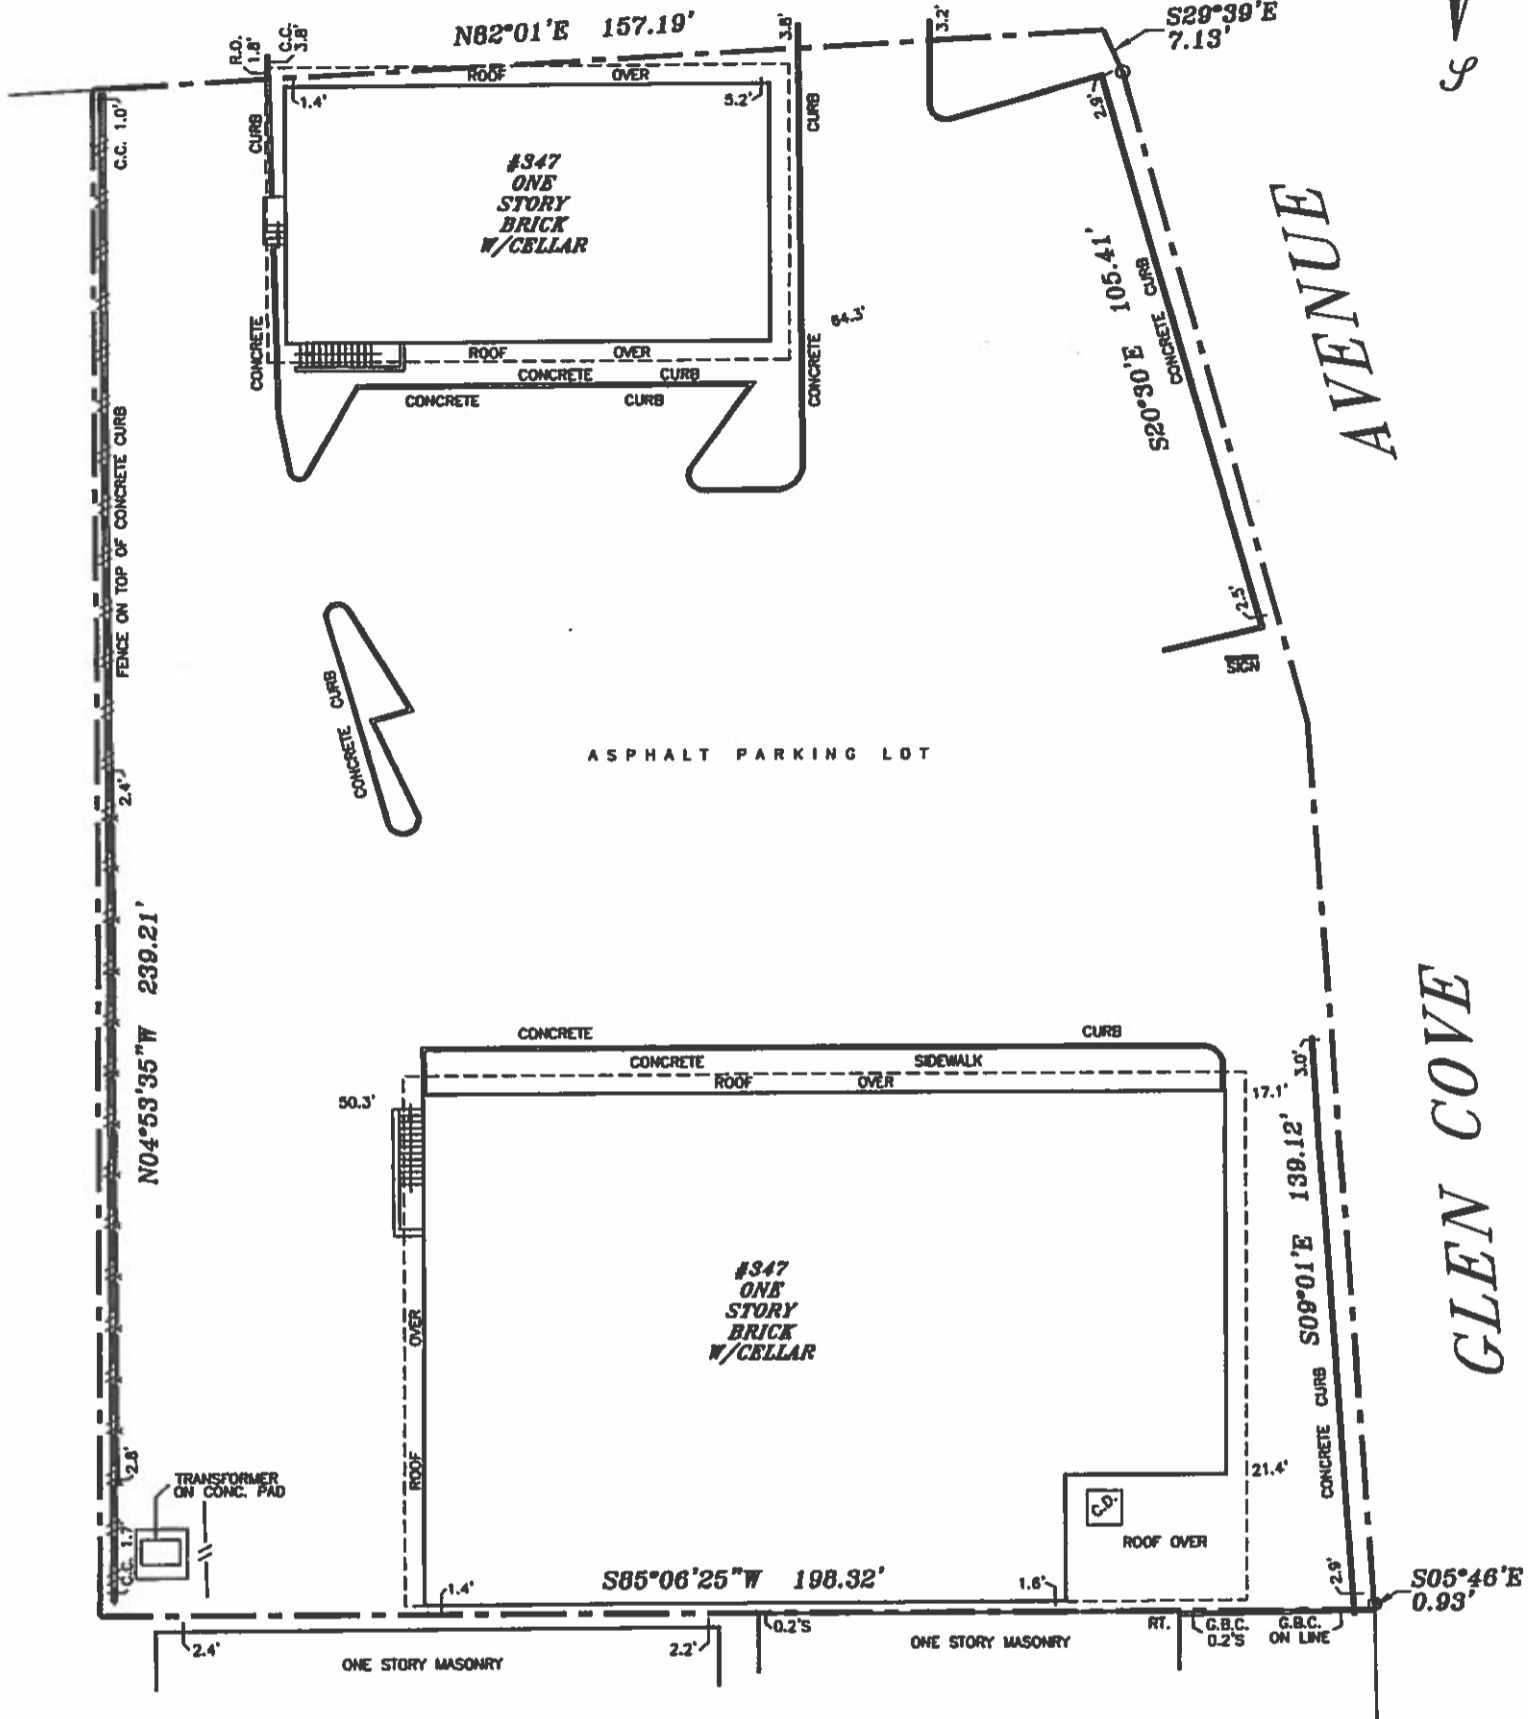 N82°01'E 157.19'
S29°39'E
7.13'
R.O.
1.8'
C.C.
3.8'
3.8'
3.2'
S
ROOF OVER
1.4'
5.2'
C.C. 1.0'
CURB
CURB
2.9'
#347
ONE
STORY
BRICK
W/CELLAR
AVENUE
S20°30'E 105.41'
CONCRETE CURB
64.3'
CONCRETE
CONCRETE
ROOF OVER
CONCRETE CURB
CONCRETE CURB
FENCE ON TOP OF CONCRETE CURB
2.5'
SIGN
CONCRETE CURB
ASPHALT PARKING LOT
2.4'
N04°53'35"W 239.21'
GLEN COVE
CONCRETE CURB
CONCRETE SIDEWALK
ROOF OVER
50.3'
17.1'
3.0'
S09°01'E 139.12'
#347
ONE
STORY
BRICK
W/CELLAR
ROOF OVER
CONCRETE CURB
2.8'
TRANSFORMER
ON CONC. PAD
21.4'
C.D.
ROOF OVER
C.C. 1.7'
S85°06'25"W 198.32'
1.4'
1.6'
2.9'
S05°46'E
0.93'
2.4'
2.2'
0.2'S
RT.
G.B.C.
0.2'S
G.B.C.
ON LINE
ONE STORY MASONRY
ONE STORY MASONRY